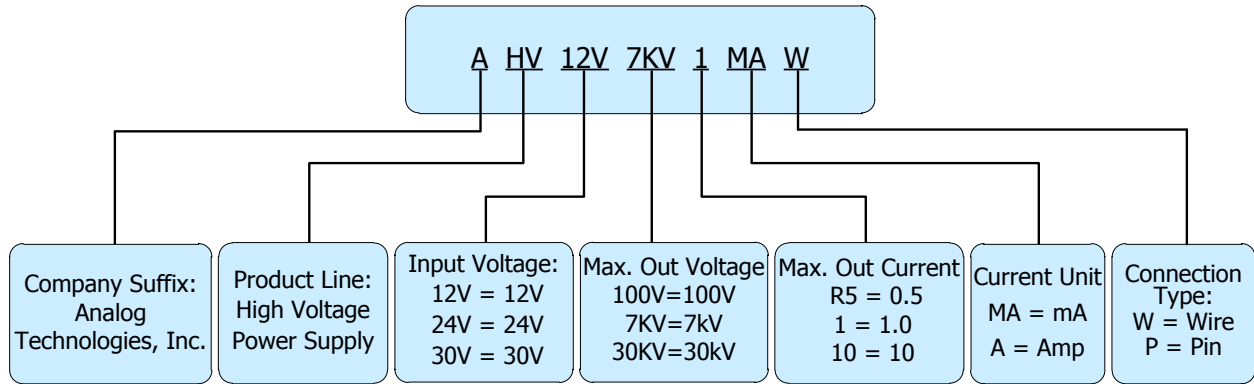 A HV 12V 7KV 1 MA W
Company Suffix:
Analog
Technologies, Inc.
Product Line:
High Voltage
Power Supply
Input Voltage:
12V = 12V
24V = 24V
30V = 30V
Max. Out Voltage
100V=100V
7KV=7kV
30KV=30kV
Max. Out Current
R5 = 0.5
1 = 1.0
10 = 10
Current Unit
MA = mA
A = Amp
Connection
Type:
W = Wire
P = Pin